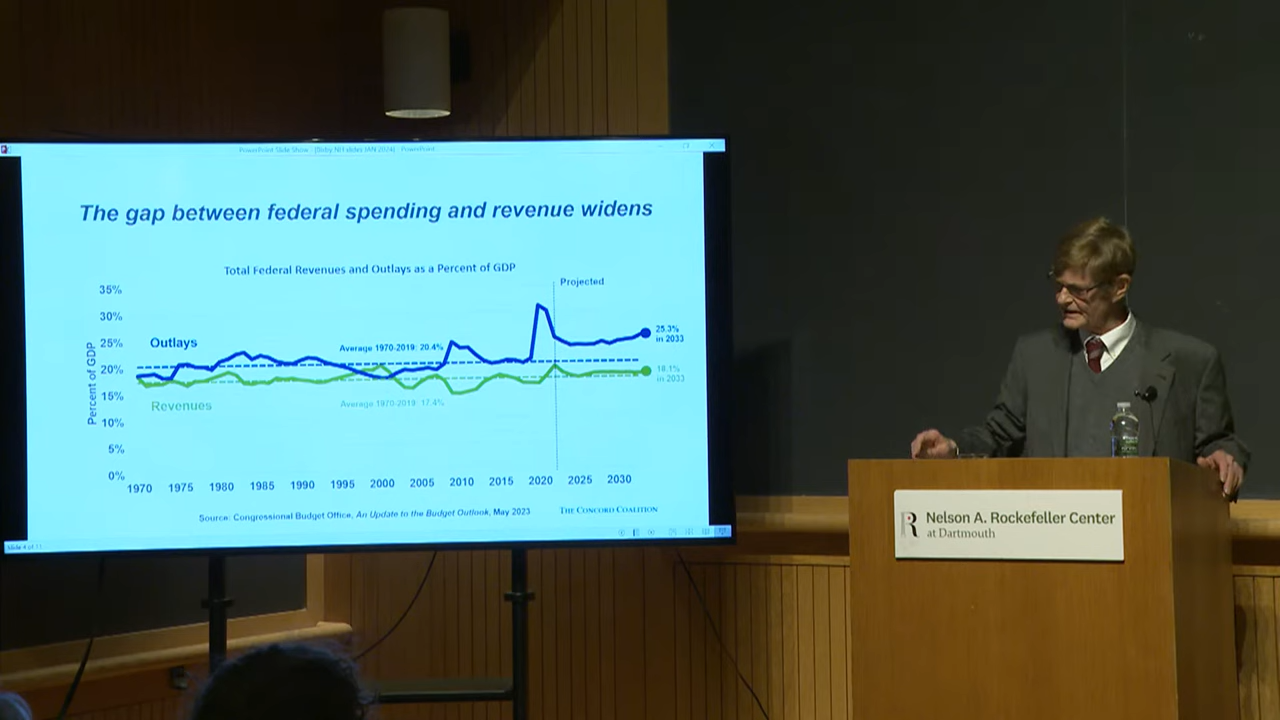 The gap between federal spending and revenue widens
Total Federal Revenues and Outlays as a Percent of GDP
Projected
35%
30%
25%
20%
15%
10%
5%
0%
Percent of GDP
Outlays
Average 1970-2019: 20.4%
25.3%
in 2033
18.1%
in 2033
Revenues
Average 1970-2019: 17.4%
1970 1975 1980 1985 1990 1995 2000 2005 2010 2015 2020 2025 2030
Source: Congressional Budget Office, An Update to the Budget Outlook, May 2023
THE CONCORD COALITION
Slide 4 of 11
R
Nelson A. Rockefeller Center
at Dartmouth